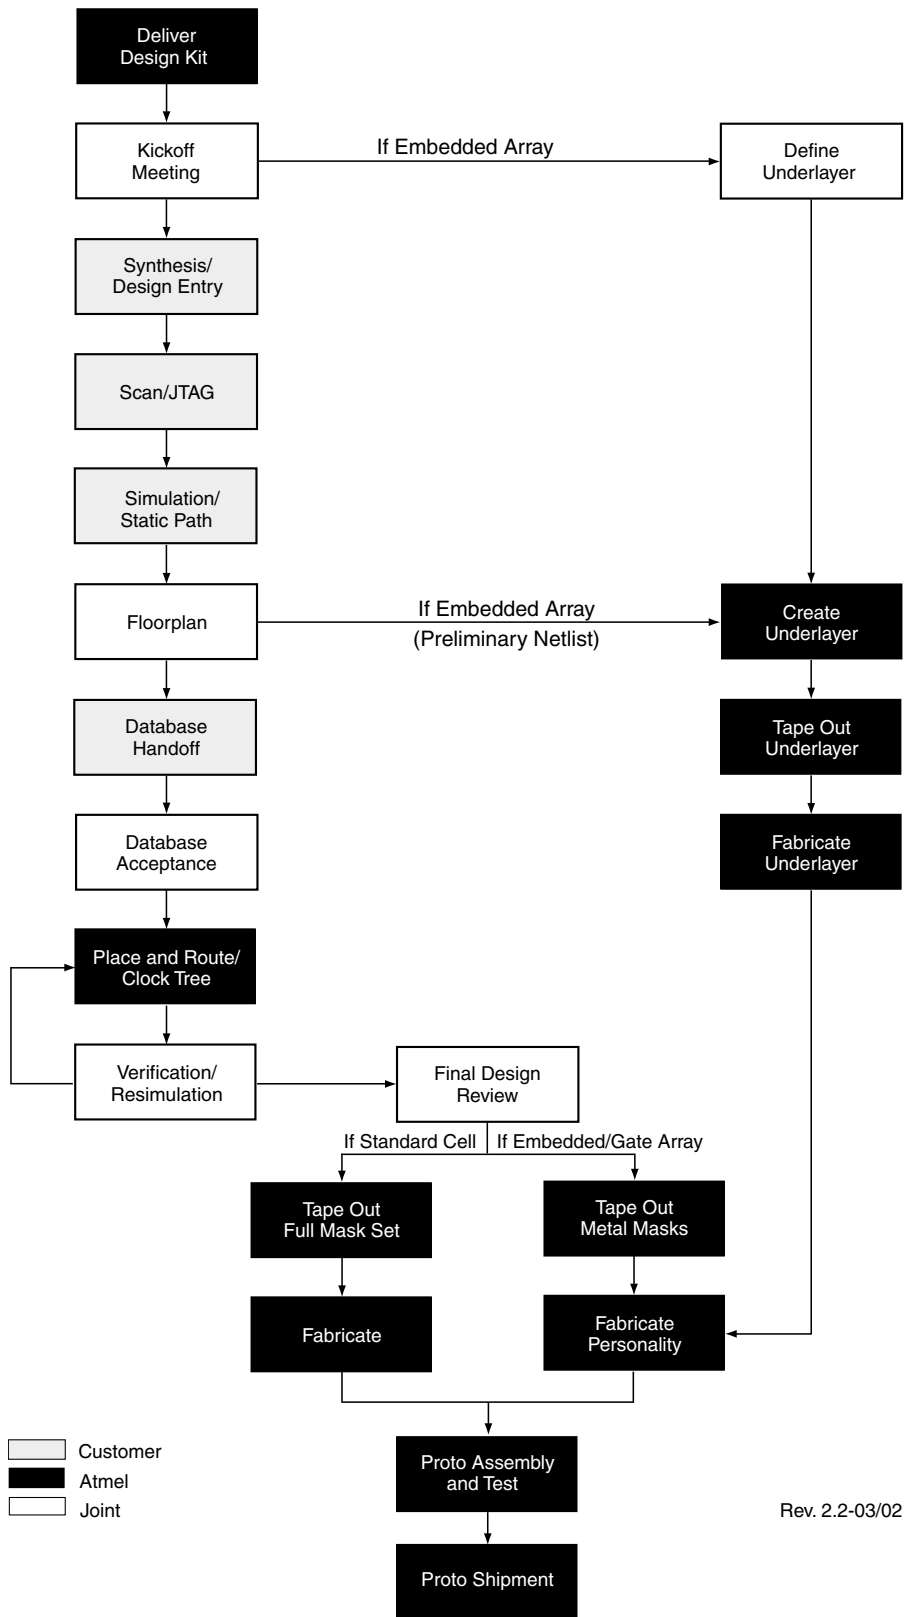 Deliver
Design Kit
Kickoff
Meeting
If Embedded Array
Define
Underlayer
Synthesis/
Design Entry
Scan/JTAG
Simulation/
Static Path
Floorplan
If Embedded Array
(Preliminary Netlist)
Create
Underlayer
Database
Handoff
Tape Out
Underlayer
Database
Acceptance
Fabricate
Underlayer
Place and Route/
Clock Tree
Verification/
Resimulation
Final Design
Review
If Standard Cell
If Embedded/Gate Array
Tape Out
Full Mask Set
Tape Out
Metal Masks
Fabricate
Fabricate
Personality
Proto Assembly
and Test
Proto Shipment
Customer
Atmel
Joint
Rev. 2.2-03/02